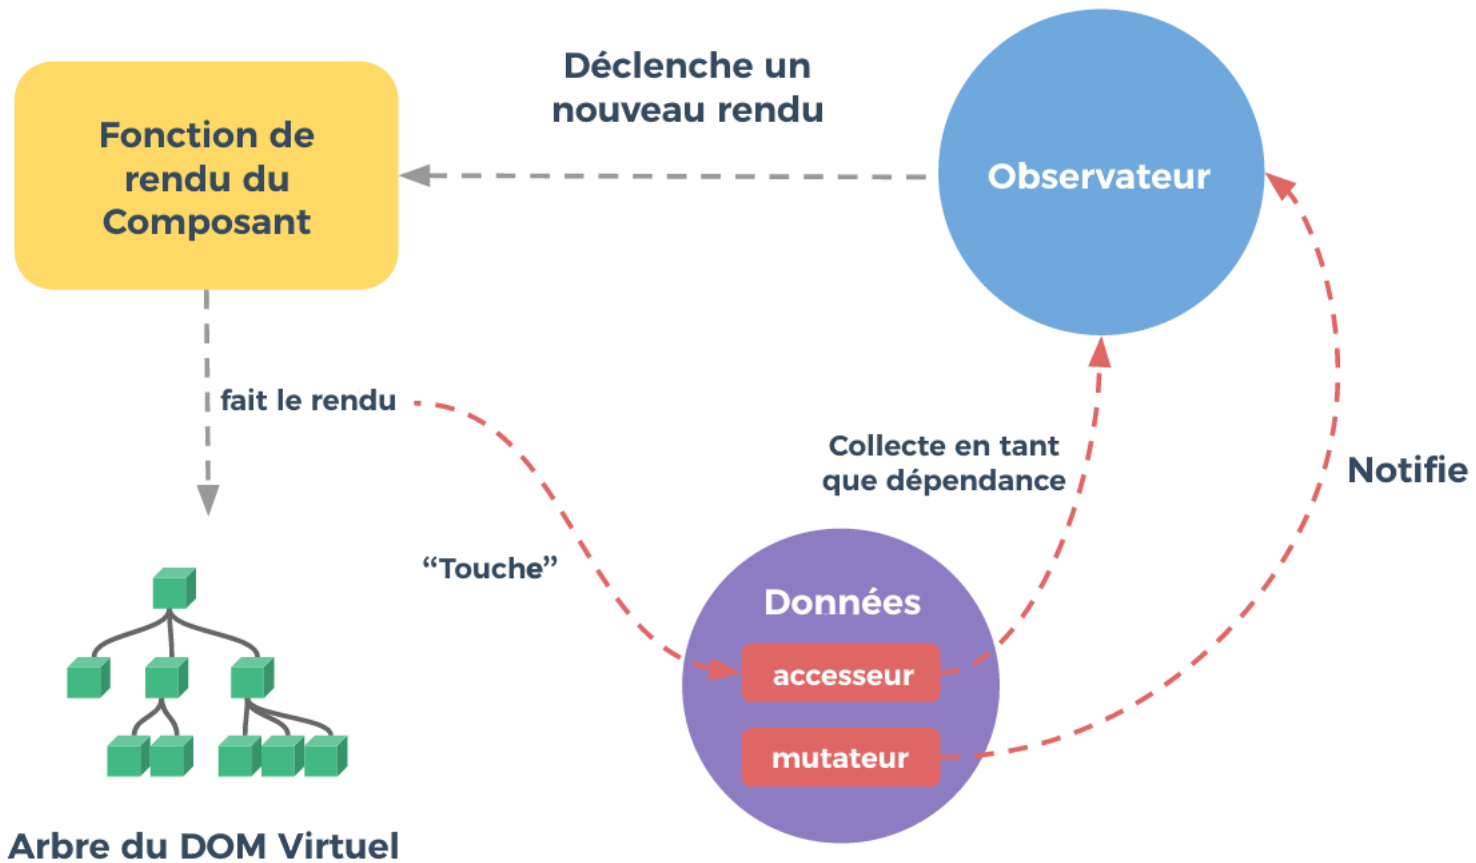 Déclenche un
nouveau rendu
Fonction de
rendu du
Composant
Observateur
fait le rendu
Collecte en tant
que dépendance
Notifie
“Touche”
Données
accesseur
mutateur
Arbre du DOM Virtuel